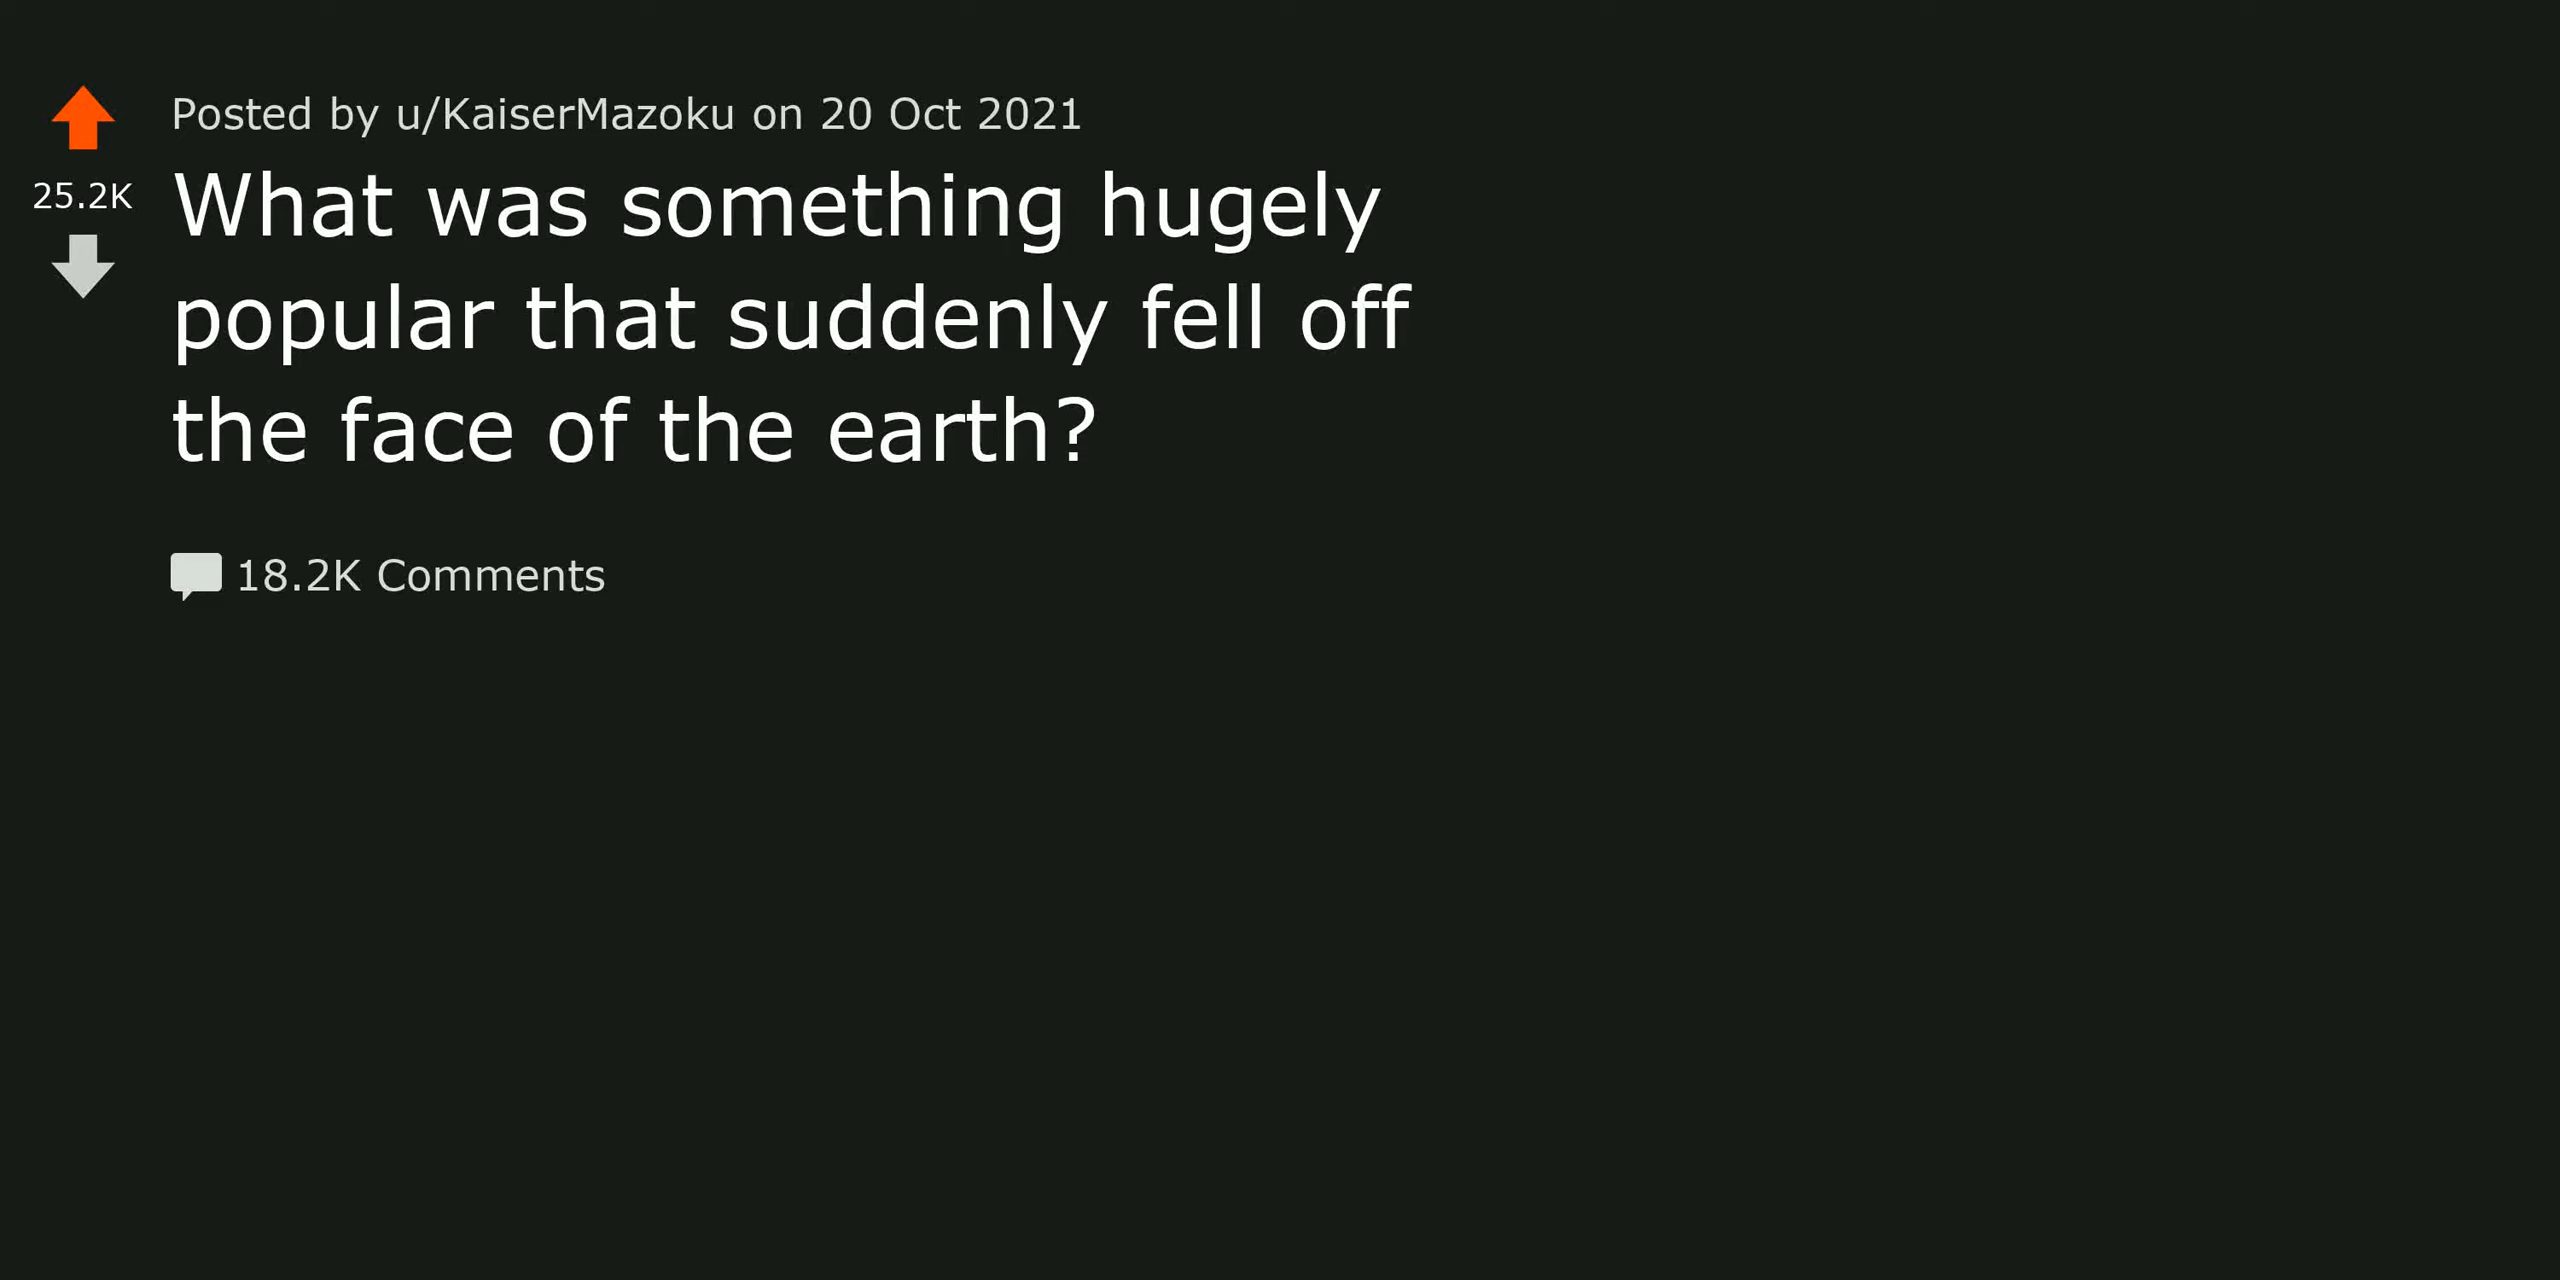 Posted by u/KaiserMazoku on 20 Oct 2021
25.2K
What was something hugely
popular that suddenly fell off
the face of the earth?
18.2K Comments